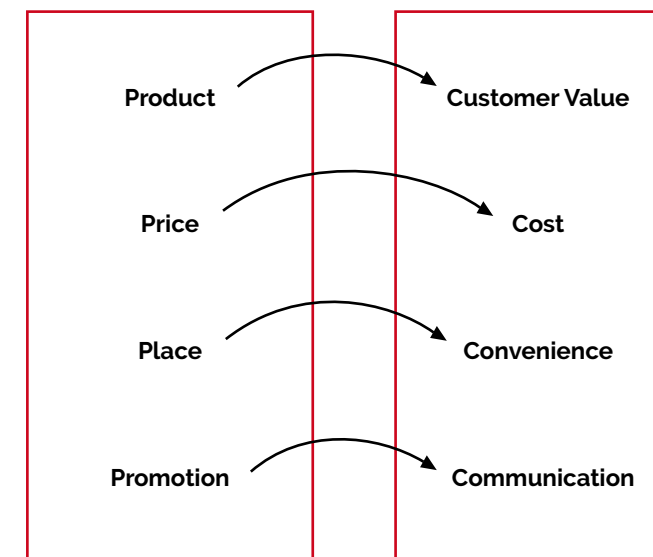 Product
Customer Value
Price
Cost
Place
Convenience
Promotion
Communication